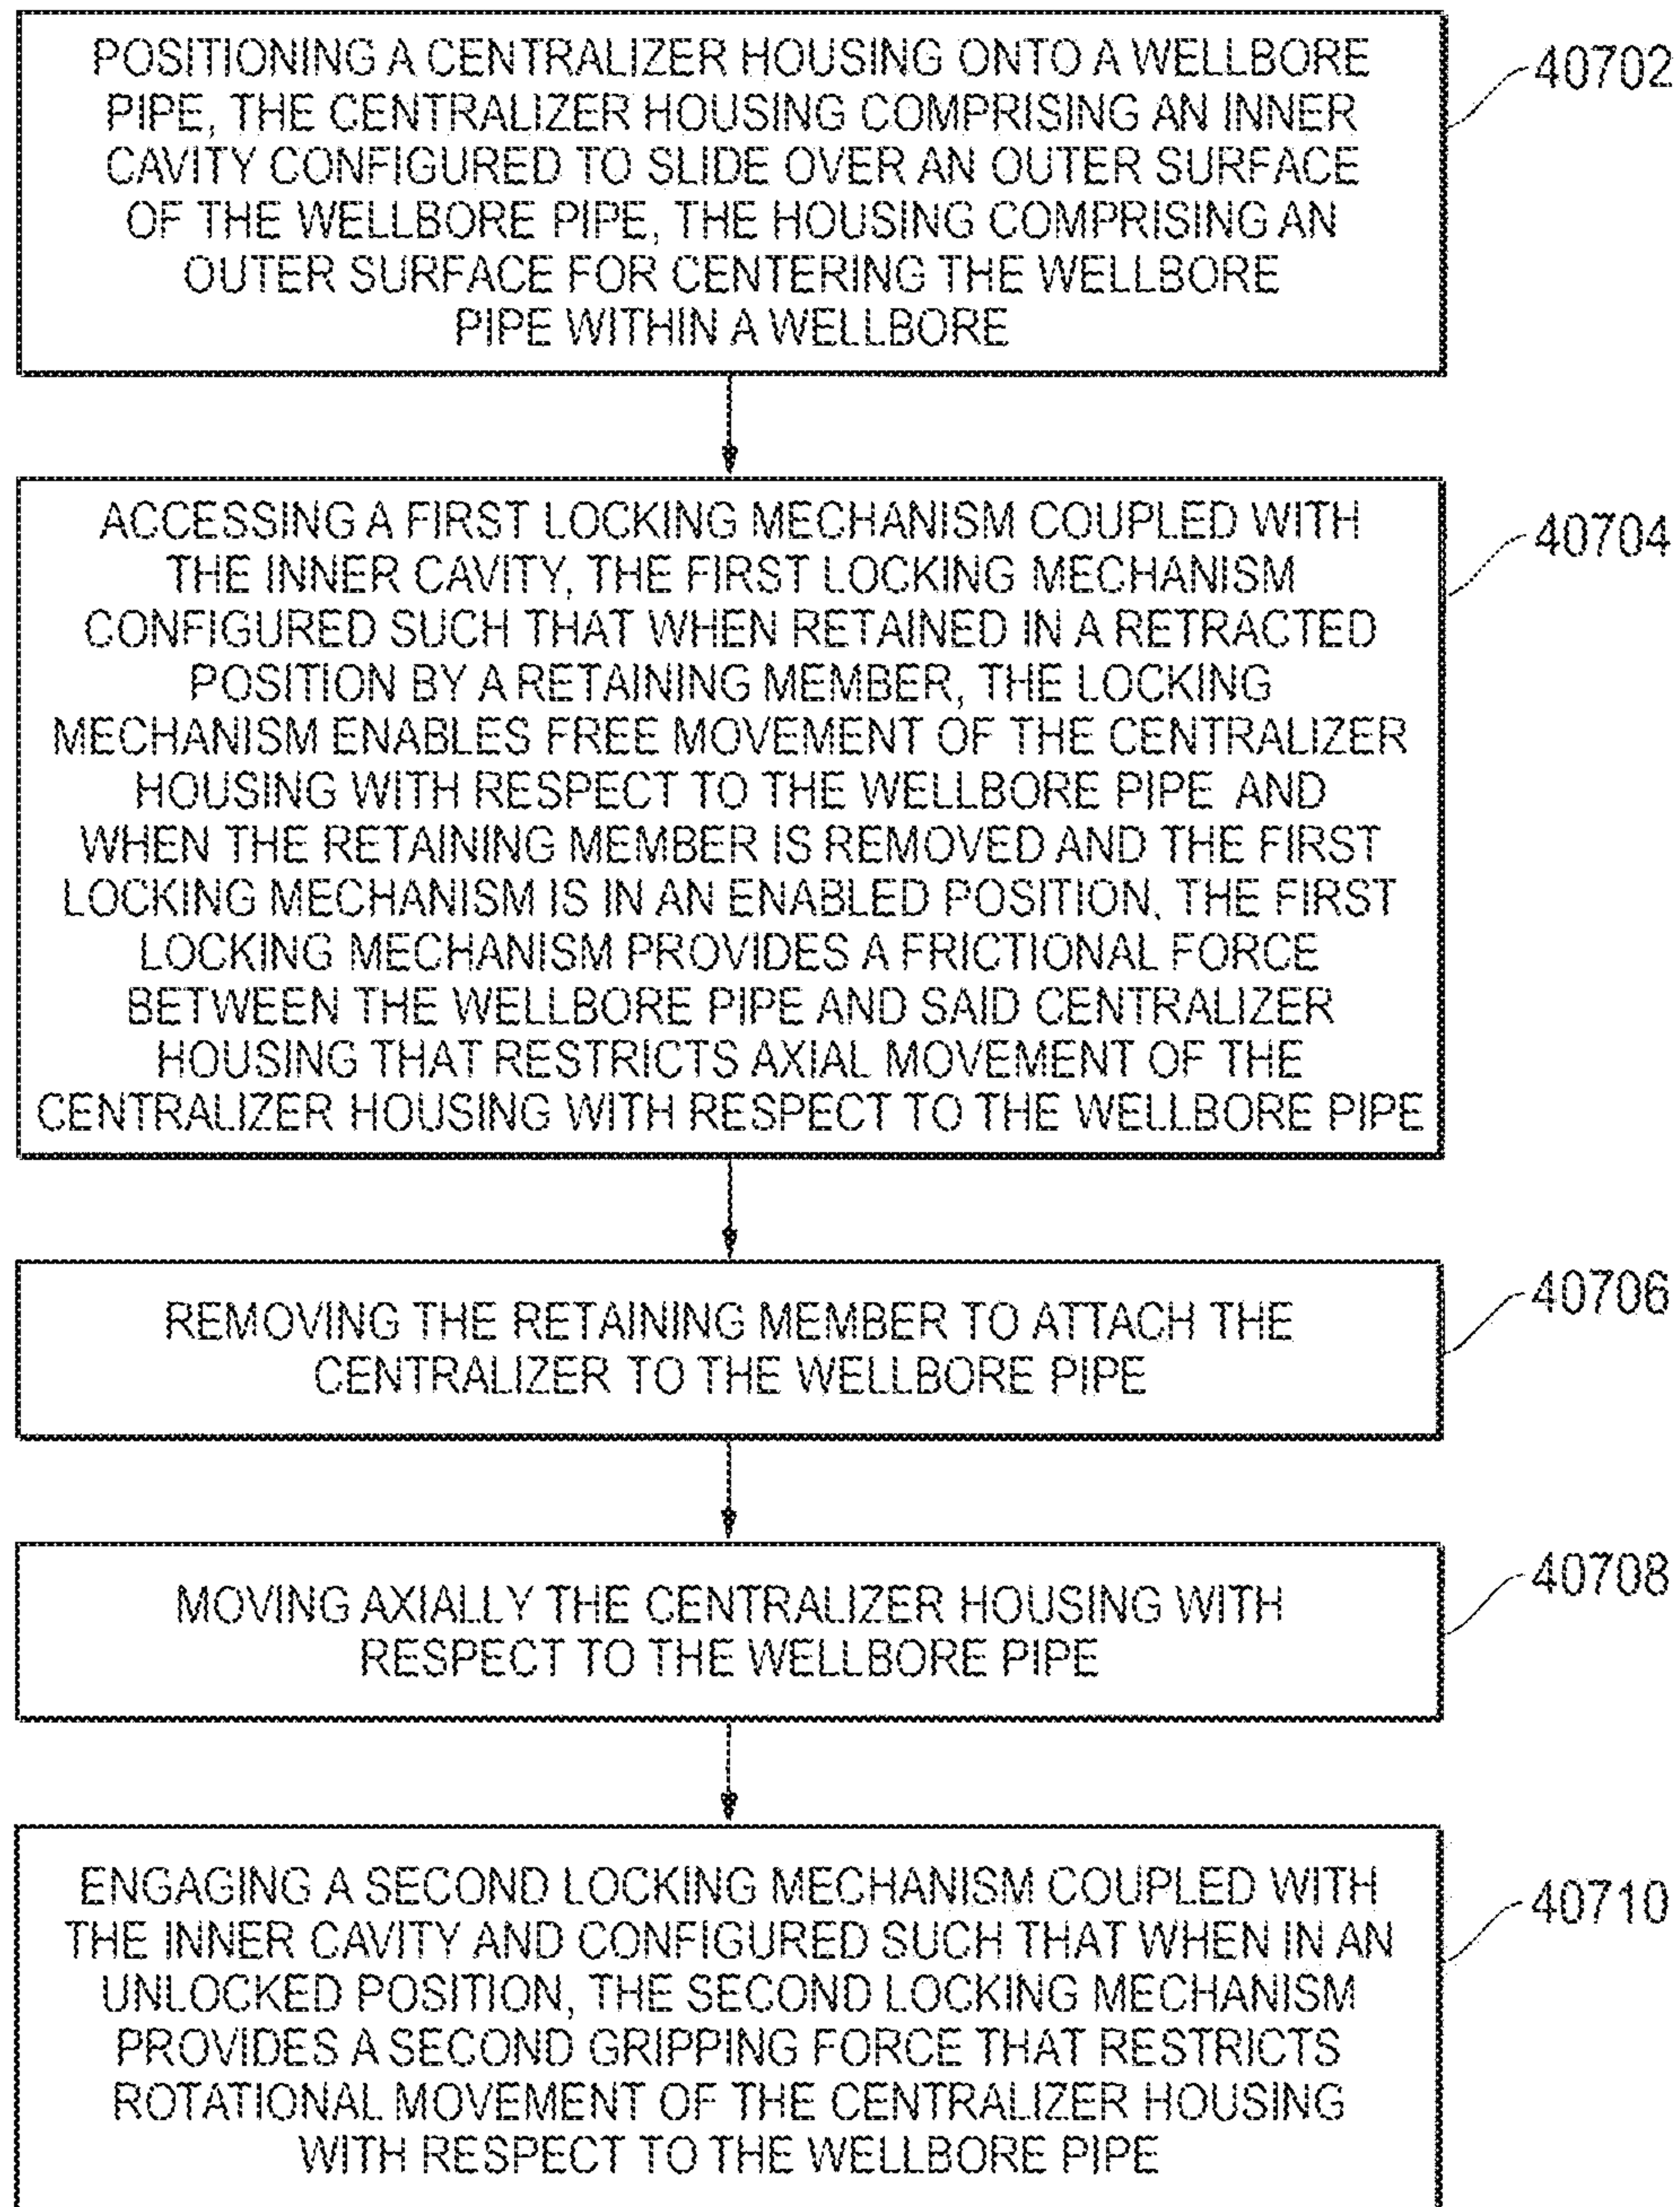 POSITIONING A CENTRALIZER HOUSING ONTO A WELLBORE
PIPE, THE CENTRALIZER HOUSING COMPRISING AN INNER
CAVITY CONFIGURED TO SLIDE OVER AN OUTER SURFACE
OF THE WELLBORE PIPE, THE HOUSING COMPRISING AN
OUTER SURFACE FOR CENTERING THE WELLBORE
PIPE WITHIN A WELLBORE
40702
ACCESSING A FIRST LOCKING MECHANISM COUPLED WITH
THE INNER CAVITY, THE FIRST LOCKING MECHANISM
CONFIGURED SUCH THAT WHEN RETAINED IN A RETRACTED
POSITION BY A RETAINING MEMBER, THE LOCKING
MECHANISM ENABLES FREE MOVEMENT OF THE CENTRALIZER
HOUSING WITH RESPECT TO THE WELLBORE PIPE AND
WHEN THE RETAINING MEMBER IS REMOVED AND THE FIRST
LOCKING MECHANISM IS IN AN ENABLED POSITION, THE FIRST
LOCKING MECHANISM PROVIDES A FRICTIONAL FORCE
BETWEEN THE WELLBORE PIPE AND SAID CENTRALIZER
HOUSING THAT RESTRICTS AXIAL MOVEMENT OF THE
CENTRALIZER HOUSING WITH RESPECT TO THE WELLBORE PIPE
40704
REMOVING THE RETAINING MEMBER TO ATTACH THE
CENTRALIZER TO THE WELLBORE PIPE
40706
MOVING AXIALLY THE CENTRALIZER HOUSING WITH
RESPECT TO THE WELLBORE PIPE
40708
ENGAGING A SECOND LOCKING MECHANISM COUPLED WITH
THE INNER CAVITY AND CONFIGURED SUCH THAT WHEN IN AN
UNLOCKED POSITION, THE SECOND LOCKING MECHANISM
PROVIDES A SECOND GRIPPING FORCE THAT RESTRICTS
ROTATIONAL MOVEMENT OF THE CENTRALIZER HOUSING
WITH RESPECT TO THE WELLBORE PIPE
40710